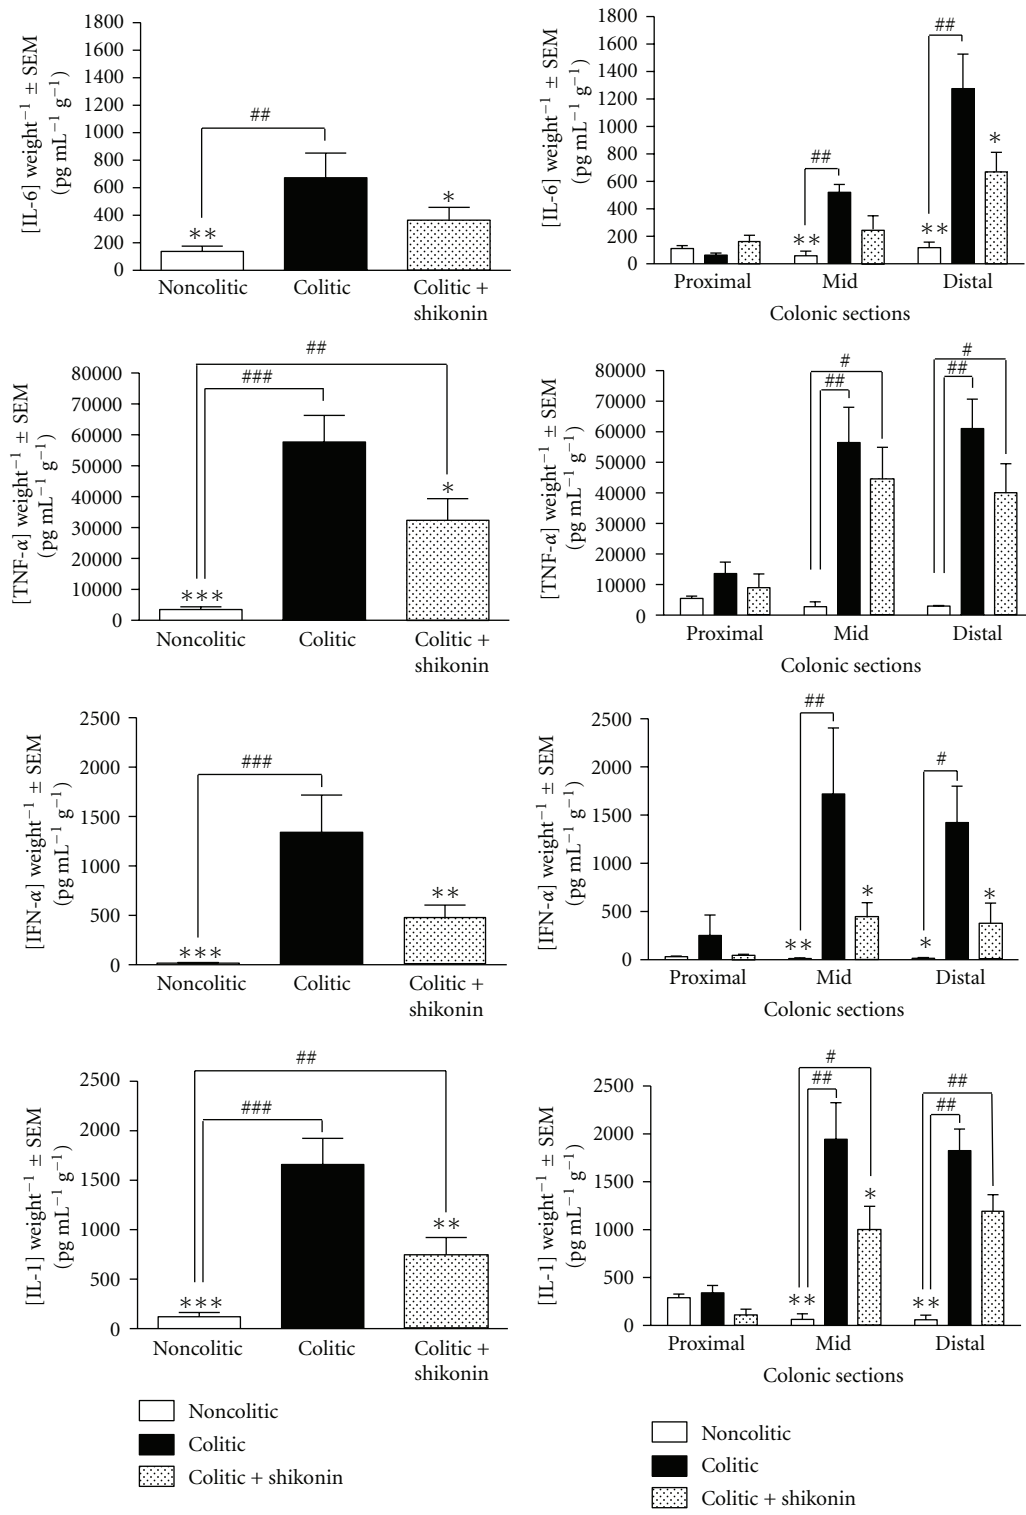 [IL-6] weight⁻¹ ± SEM
(pg mL⁻¹ g⁻¹)
1800
1600
1400
1200
1000
800
600
400
200
0
##
**
*
Noncolitic
Colitic
Colitic +
shikonin
[IL-6] weight⁻¹ ± SEM
(pg mL⁻¹ g⁻¹)
1800
1600
1400
1200
1000
800
600
400
200
0
##
**
##
**
*
Proximal
Mid
Distal
Colonic sections
[TNF-α] weight⁻¹ ± SEM
(pg mL⁻¹ g⁻¹)
80000
70000
60000
50000
40000
30000
20000
10000
0
##
###
***
*
Noncolitic
Colitic
Colitic +
shikonin
[TNF-α] weight⁻¹ ± SEM
(pg mL⁻¹ g⁻¹)
80000
70000
60000
50000
40000
30000
20000
10000
0
#
##
#
##
Proximal
Mid
Distal
Colonic sections
[IFN-α] weight⁻¹ ± SEM
(pg mL⁻¹ g⁻¹)
2500
2000
1500
1000
500
0
###
***
**
Noncolitic
Colitic
Colitic +
shikonin
[IFN-α] weight⁻¹ ± SEM
(pg mL⁻¹ g⁻¹)
2500
2000
1500
1000
500
0
##
**
*
#
*
*
Proximal
Mid
Distal
Colonic sections
[IL-1] weight⁻¹ ± SEM
(pg mL⁻¹ g⁻¹)
2500
2000
1500
1000
500
0
##
###
***
**
Noncolitic
Colitic
Colitic +
shikonin
[IL-1] weight⁻¹ ± SEM
(pg mL⁻¹ g⁻¹)
2500
2000
1500
1000
500
0
#
##
**
*
##
##
**
Proximal
Mid
Distal
Colonic sections
Noncolitic
Colitic
Colitic + shikonin
Noncolitic
Colitic
Colitic + shikonin